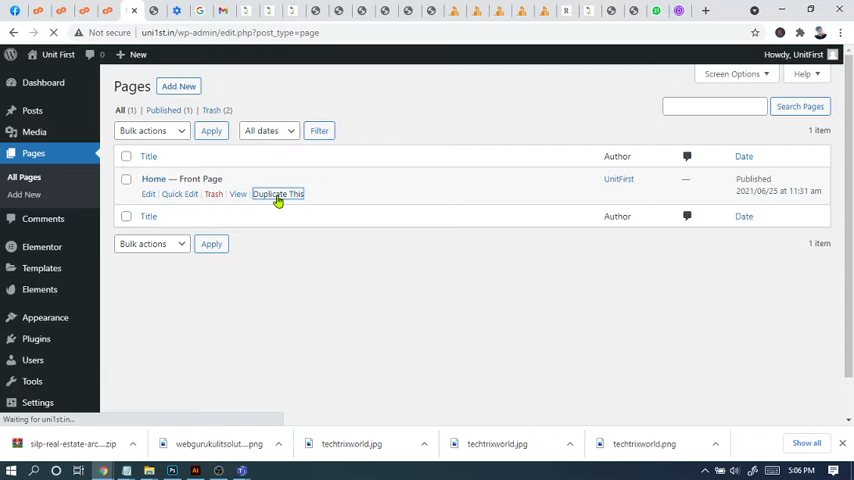 Not secure
uni1st.in/wp-admin/edit.php?post_type=page
Unit First
0
New
Howdy, UnitFirst
Dashboard
Posts
Media
Pages
All Pages
Add New
Comments
Elementor
Templates
Elements
Appearance
Plugins
Users
Tools
Settings
Screen Options
Help
Pages
Add New
All (1) | Published (1) | Trash (2)
Search Pages
Bulk actions
Apply
All dates
Filter
1 item
Title
Author
Date
Home — Front Page
UnitFirst
—
Published
Edit | Quick Edit | Trash | View | Duplicate This
2021/06/25 at 11:31 am
Title
Author
Date
Bulk actions
Apply
1 item
Waiting for uni1st.in...
silp-real-estate-arc....zip
webgurukulitsolut....png
techtrixworld.jpg
techtrixworld.jpg
techtrixworld.png
Show all
5:06 PM